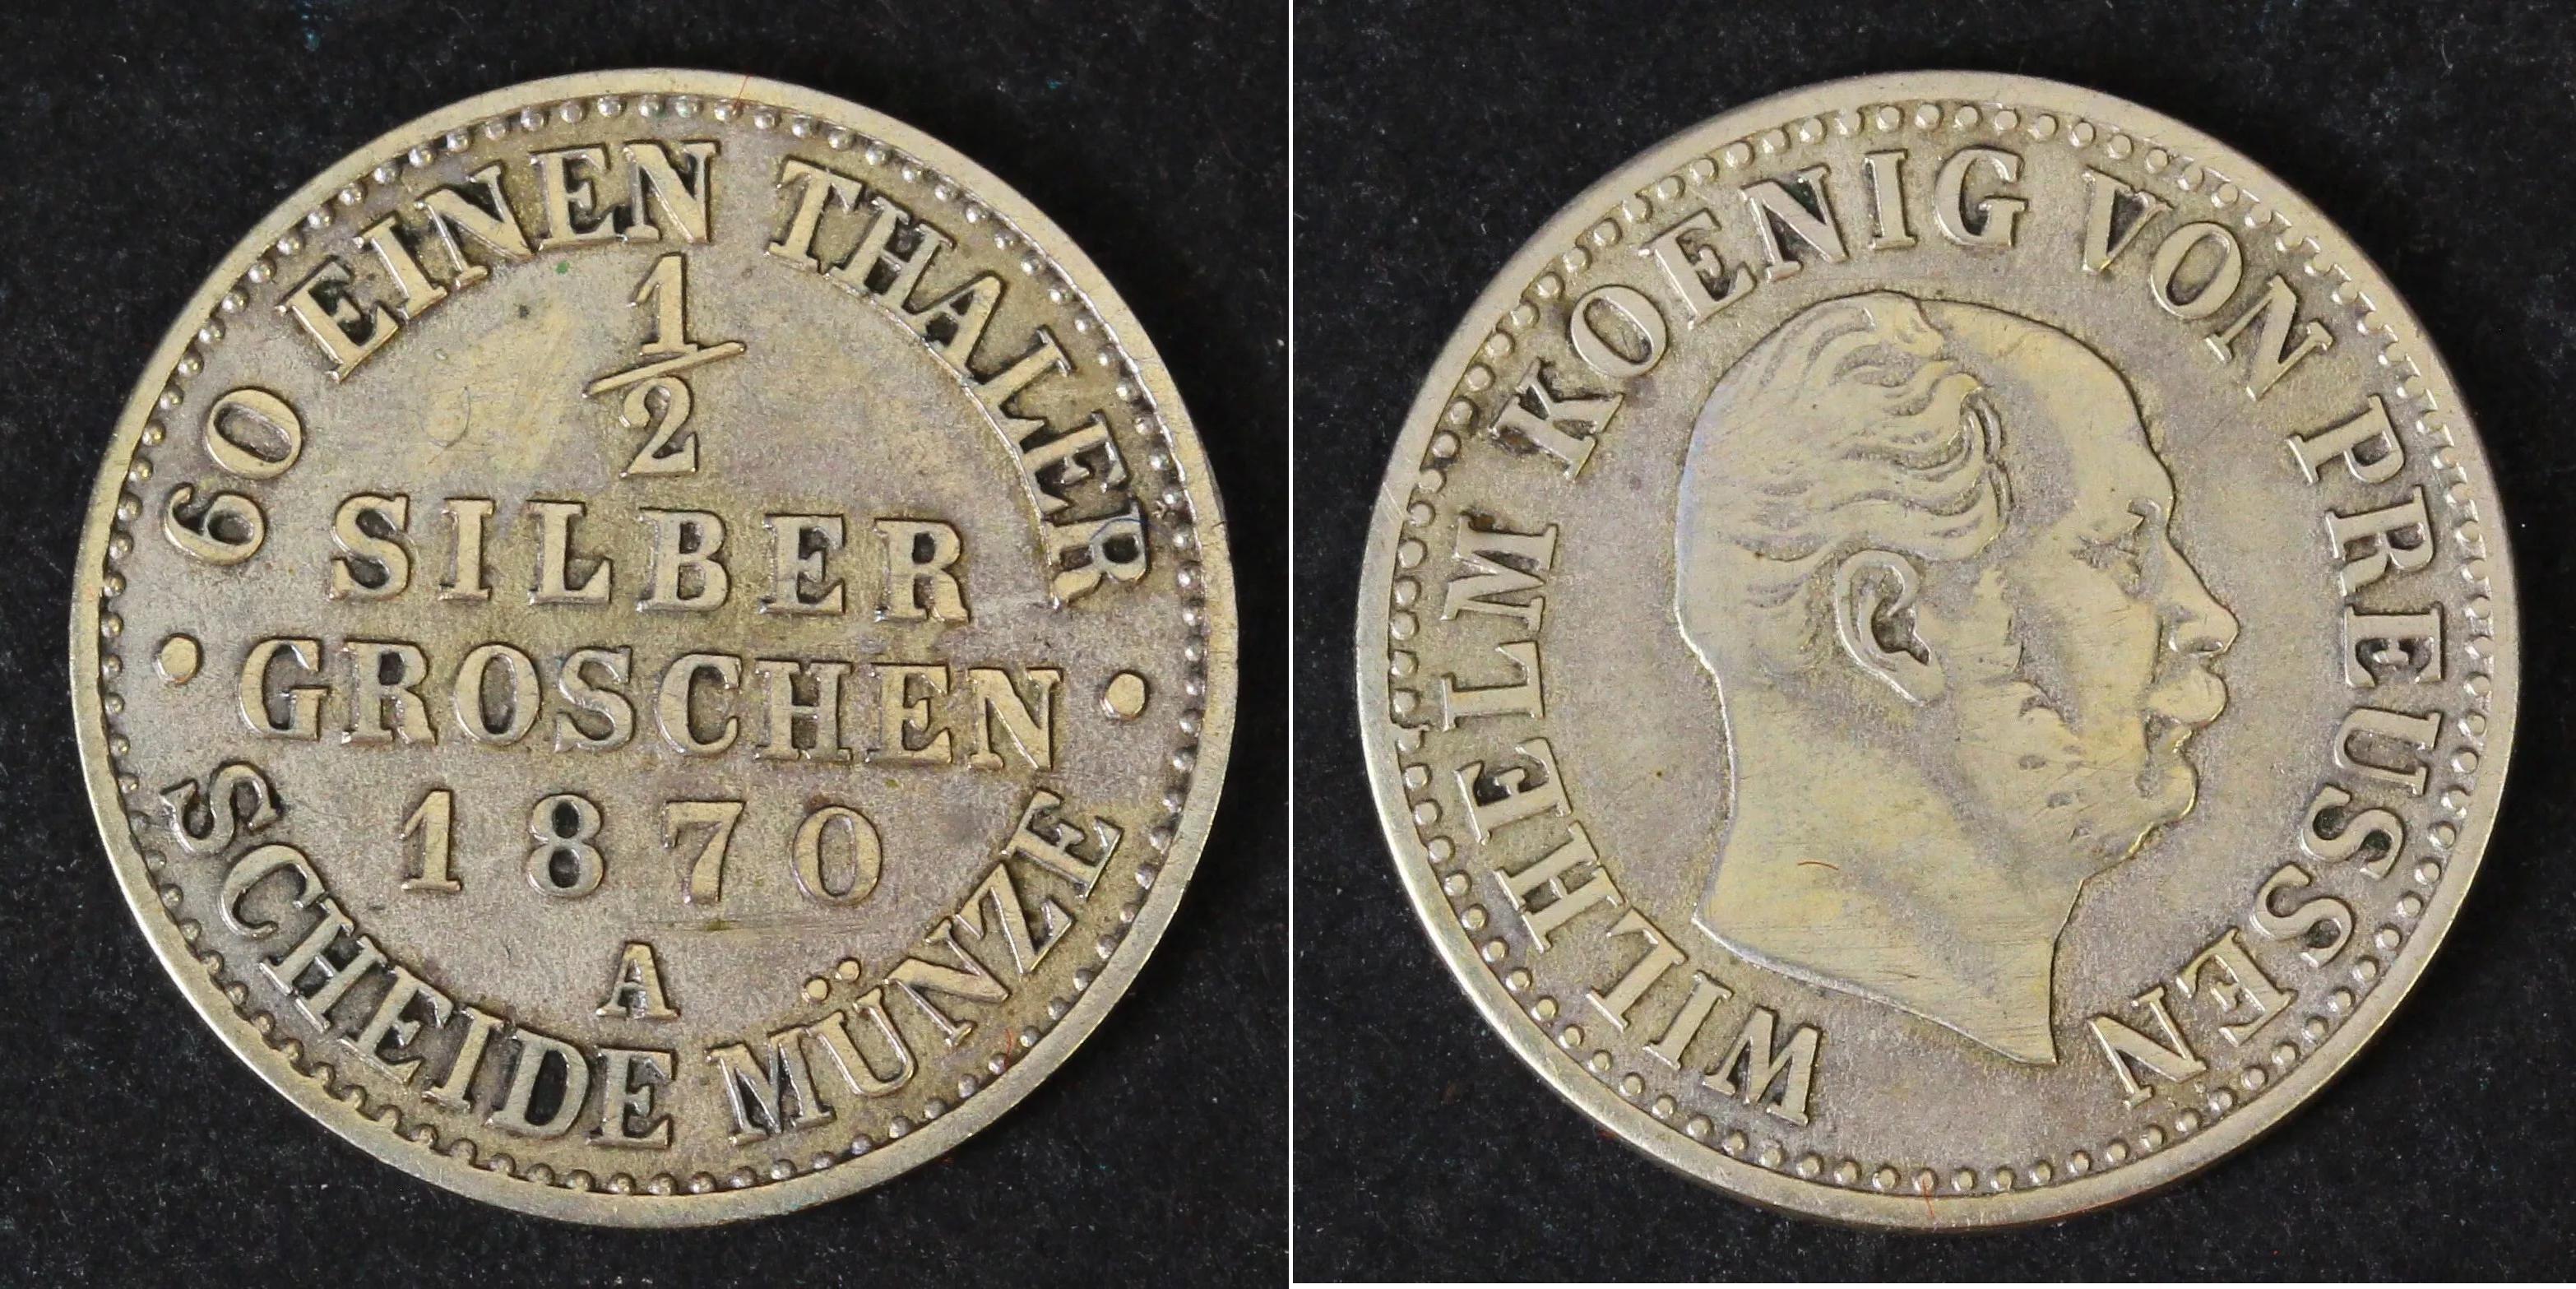 60 EINEN THALER
1/2
SILBER
GROSCHEN
1870
A
SCHEIDE MÜNZE
WILHELM KOENIG VON PREUSSEN